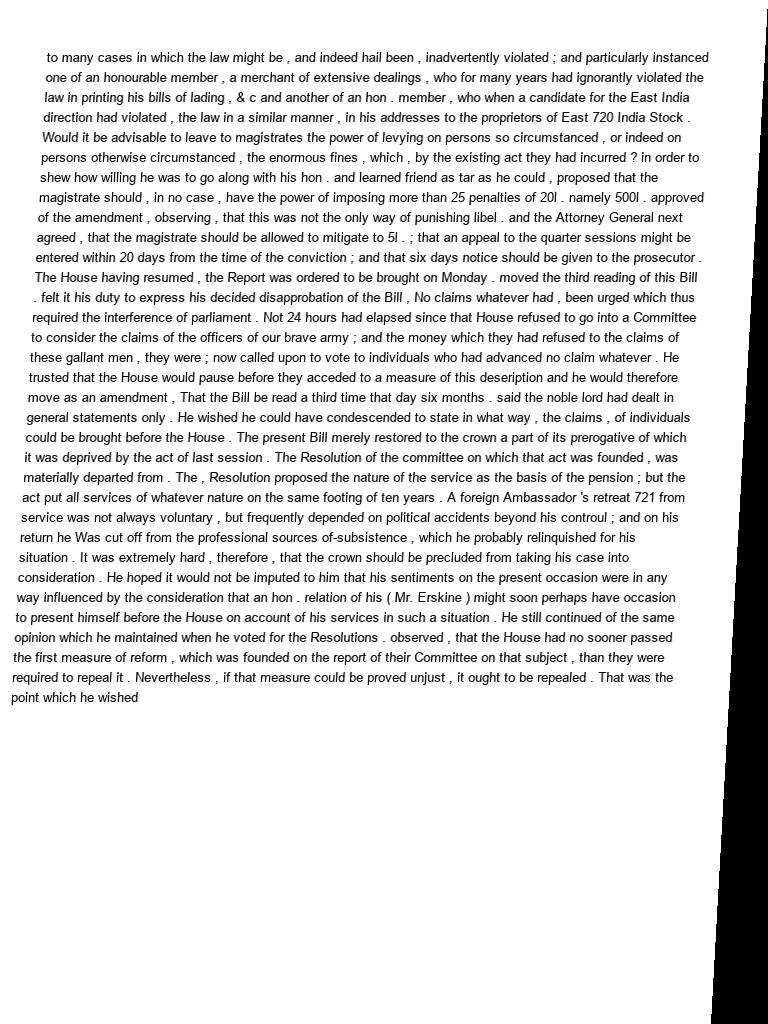 to many cases in which the law might be , and indeed hail been , inadvertently violated ; and particularly instanced
one of an honourable member , a merchant of extensive dealings , who for many years had ignorantly violated the
law in printing his bills of lading , & c and another of an hon . member , who when a candidate for the East India
direction had violated , the law in a similar manner , in his addresses to the proprietors of East 720 India Stock .
Would it be advisable to leave to magistrates the power of levying on persons so circumstanced , or indeed on
persons otherwise circumstanced , the enormous fines , which , by the existing act they had incurred ? in order to
shew how willing he was to go along with his hon . and learned friend as tar as he could , proposed that the
magistrate should , in no case , have the power of imposing more than 25 penalties of 20l . namely 500l . approved
of the amendment , observing , that this was not the only way of punishing libel . and the Attorney General next
agreed , that the magistrate should be allowed to mitigate to 5l . ; that an appeal to the quarter sessions might be
entered within 20 days from the time of the conviction ; and that six days notice should be given to the prosecutor .
The House having resumed , the Report was ordered to be brought on Monday . moved the third reading of this Bill
. felt it his duty to express his decided disapprobation of the Bill , No claims whatever had , been urged which thus
required the interference of parliament . Not 24 hours had elapsed since that House refused to go into a Committee
to consider the claims of the officers of our brave army ; and the money which they had refused to the claims of
these gallant men , they were ; now called upon to vote to individuals who had advanced no claim whatever . He
trusted that the House would pause before they acceded to a measure of this deseription and he would therefore
move as an amendment , That the Bill be read a third time that day six months . said the noble lord had dealt in
general statements only . He wished he could have condescended to state in what way , the claims , of individuals
could be brought before the House . The present Bill merely restored to the crown a part of its prerogative of which
it was deprived by the act of last session . The Resolution of the committee on which that act was founded , was
materially departed from . The , Resolution proposed the nature of the service as the basis of the pension ; but the
act put all services of whatever nature on the same footing of ten years . A foreign Ambassador 's retreat 721 from
service was not always voluntary , but frequently depended on political accidents beyond his controul ; and on his
return he Was cut off from the professional sources of-subsistence , which he probably relinquished for his
situation . It was extremely hard , therefore , that the crown should be precluded from taking his case into
consideration . He hoped it would not be imputed to him that his sentiments on the present occasion were in any
way influenced by the consideration that an hon . relation of his ( Mr. Erskine ) might soon perhaps have occasion
to present himself before the House on account of his services in such a situation . He still continued of the same
opinion which he maintained when he voted for the Resolutions . observed , that the House had no sooner passed
the first measure of reform , which was founded on the report of their Committee on that subject , than they were
required to repeal it . Nevertheless , if that measure could be proved unjust , it ought to be repealed . That was the
point which he wished